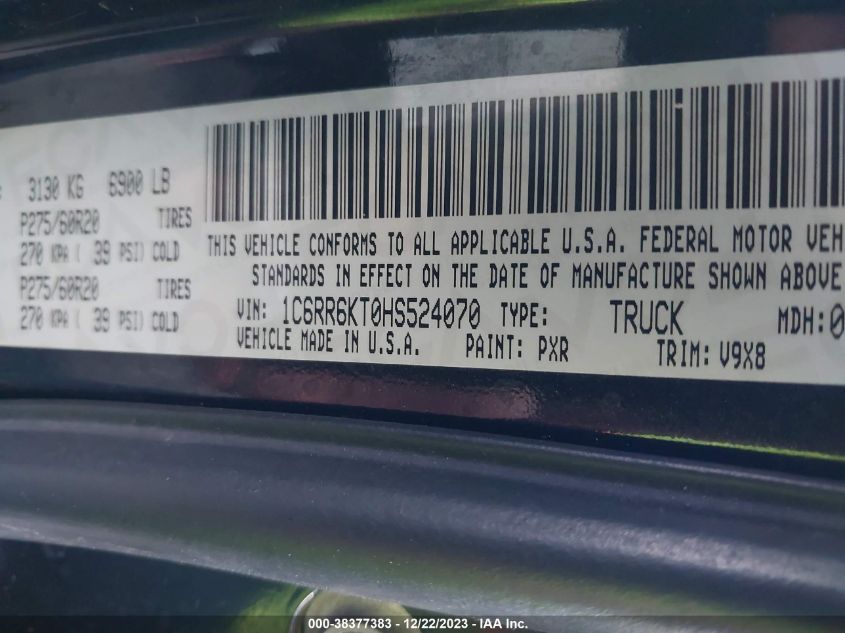 3130 KG 6900 LB
P275/60R20 TIRES
270 KPA ( 39 PSI) COLD
P275/60R20 TIRES
270 KPA ( 39 PSI) COLD
THIS VEHICLE CONFORMS TO ALL APPLICABLE U.S.A. FEDERAL MOTOR VEH
STANDARDS IN EFFECT ON THE DATE OF MANUFACTURE SHOWN ABOVE
VIN: 1C6RR6KT0HS524070 TYPE: TRUCK MDH:0
VEHICLE MADE IN U.S.A. PAINT: PXR TRIM: V9X8
000-38377383 - 12/22/2023 - IAA Inc.